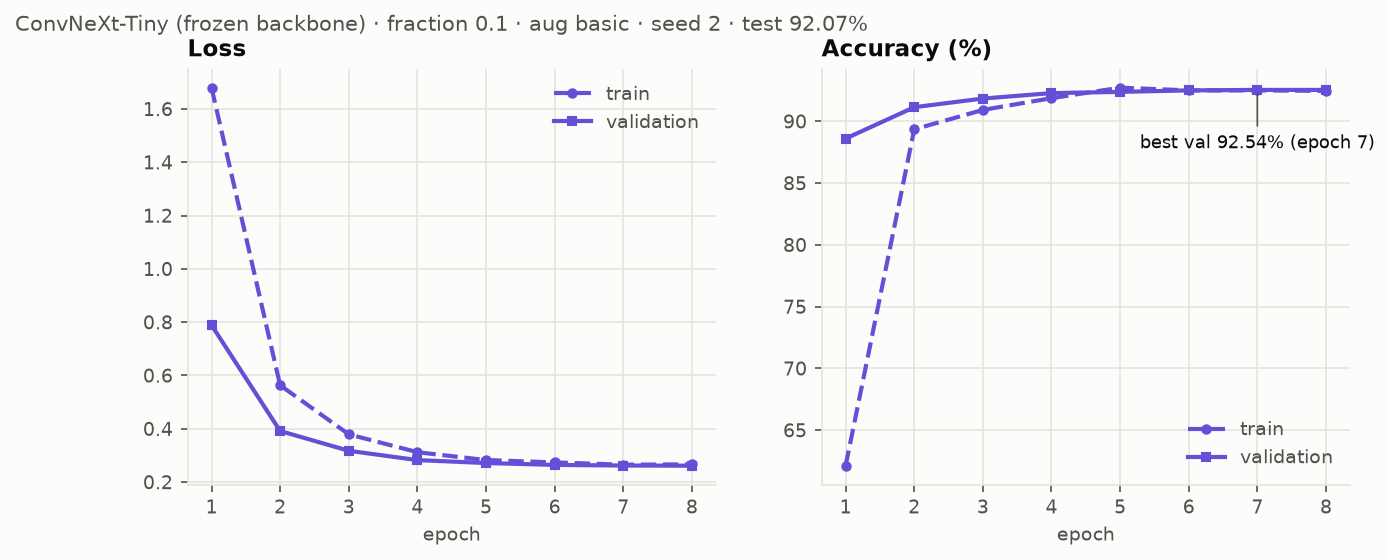 ConvNeXt-Tiny (frozen backbone) · fraction 0.1 · aug basic · seed 2 · test 92.07%
Loss
train
validation
1.6
1.4
1.2
1.0
0.8
0.6
0.4
0.2
1 2 3 4 5 6 7 8
epoch
Accuracy (%)
best val 92.54% (epoch 7)
90
85
80
75
70
65
train
validation
1 2 3 4 5 6 7 8
epoch